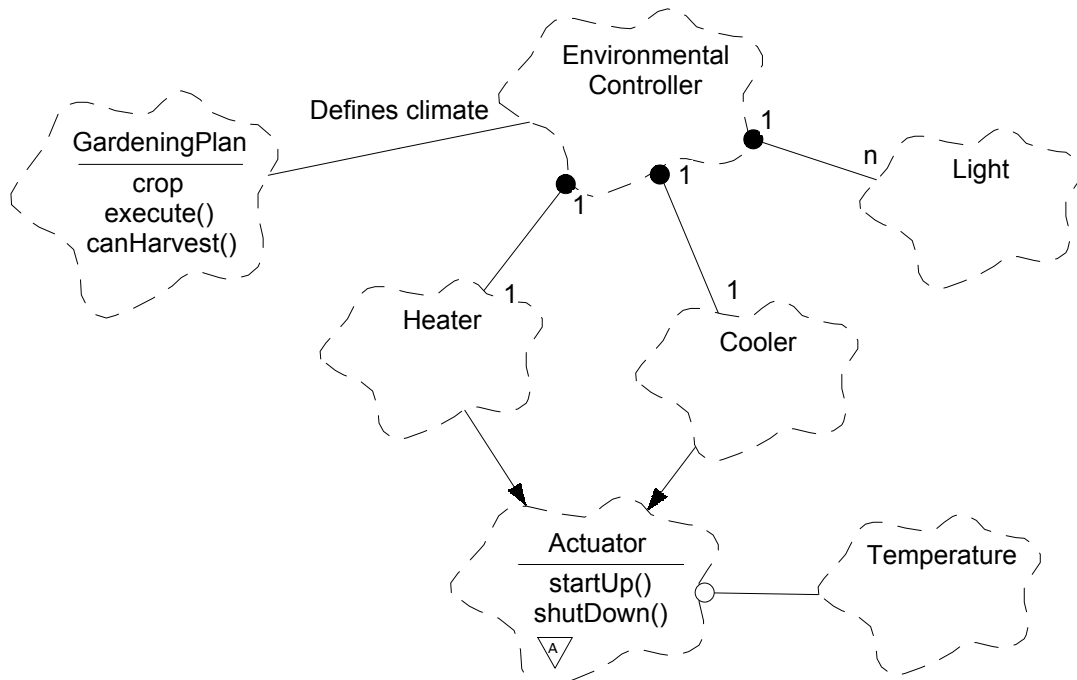 Environmental
Controller
Defines climate
1
GardeningPlan
crop
execute()
canHarvest()
n
Light
1
1
1
Heater
1
Cooler
Actuator
startUp()
shutDown()
A
Temperature